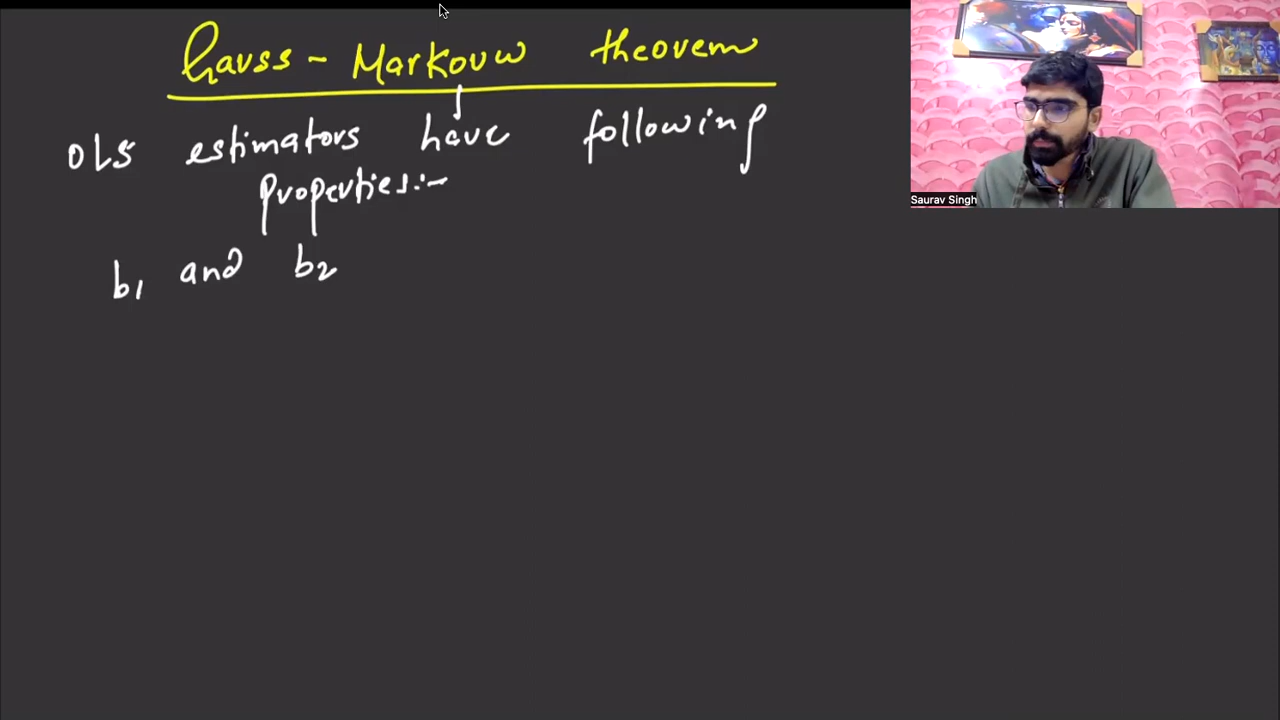 Gauss - Markouw theorem
OLS estimators have following
properties:-
b1 and b2
Saurav Singh